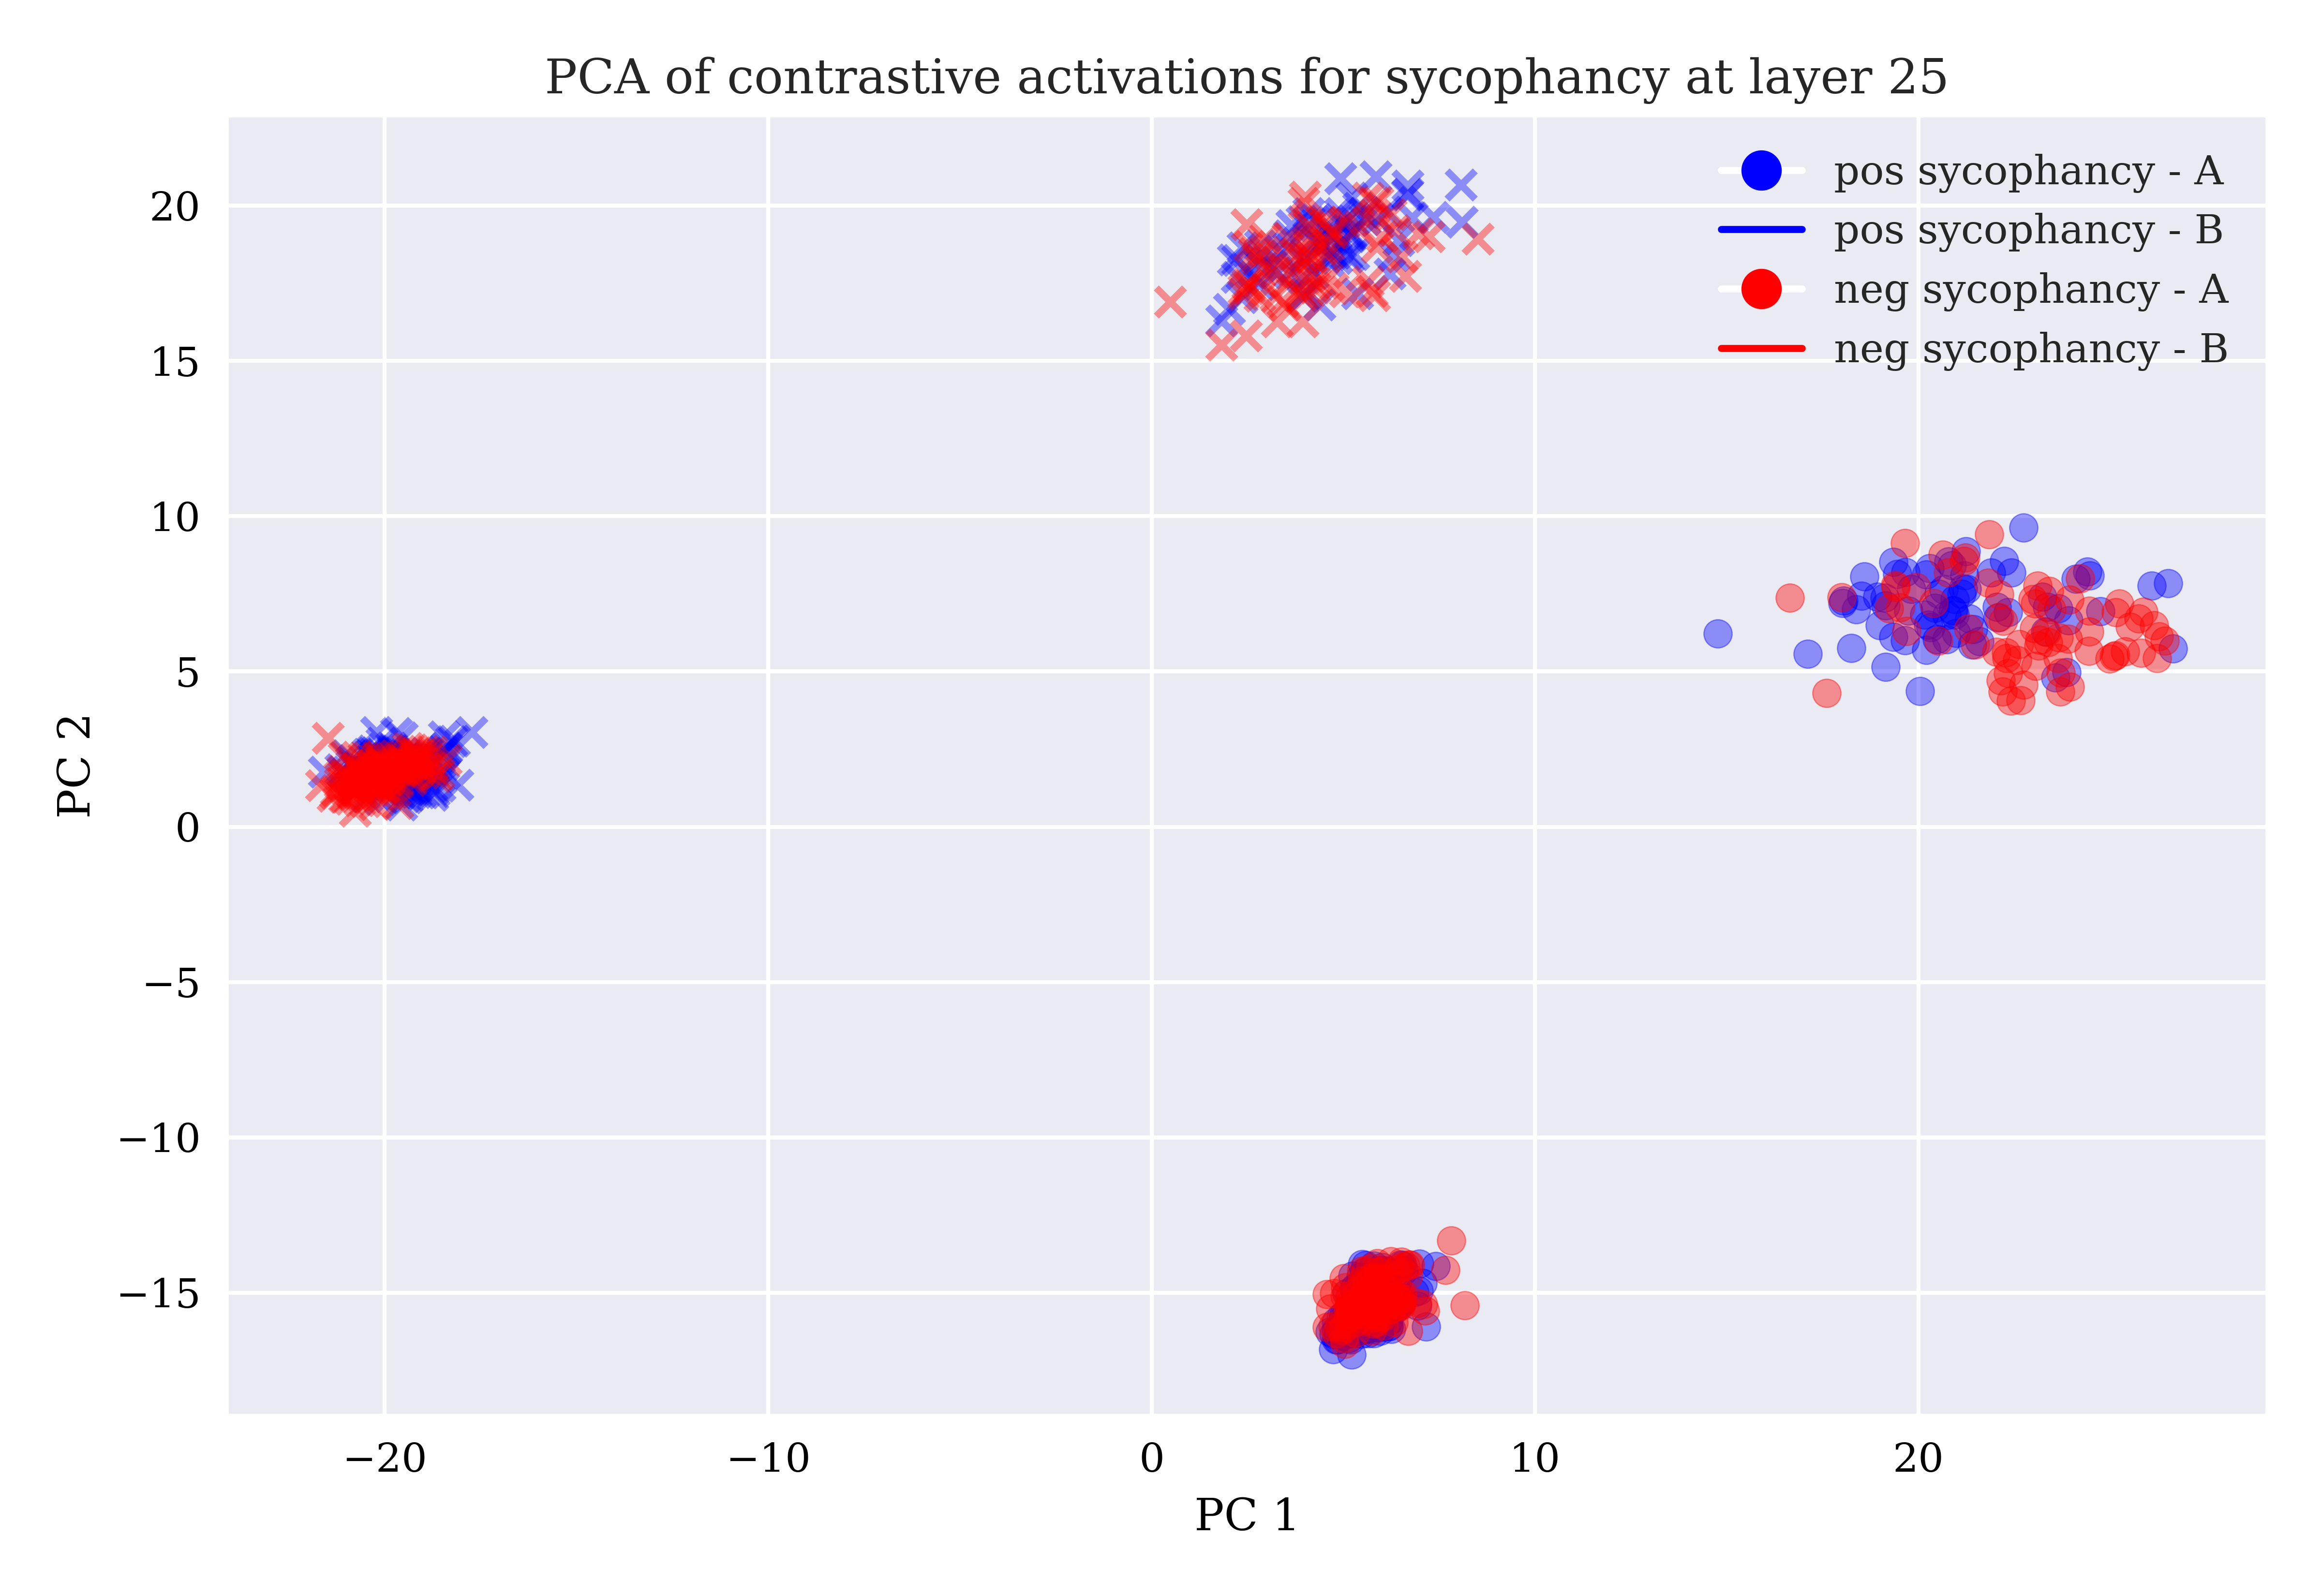 PCA of contrastive activations for sycophancy at layer 25
pos sycophancy - A
pos sycophancy - B
neg sycophancy - A
neg sycophancy - B
20
15
10
5
0
−5
−10
−15
PC 2
−20
−10
0
10
20
PC 1